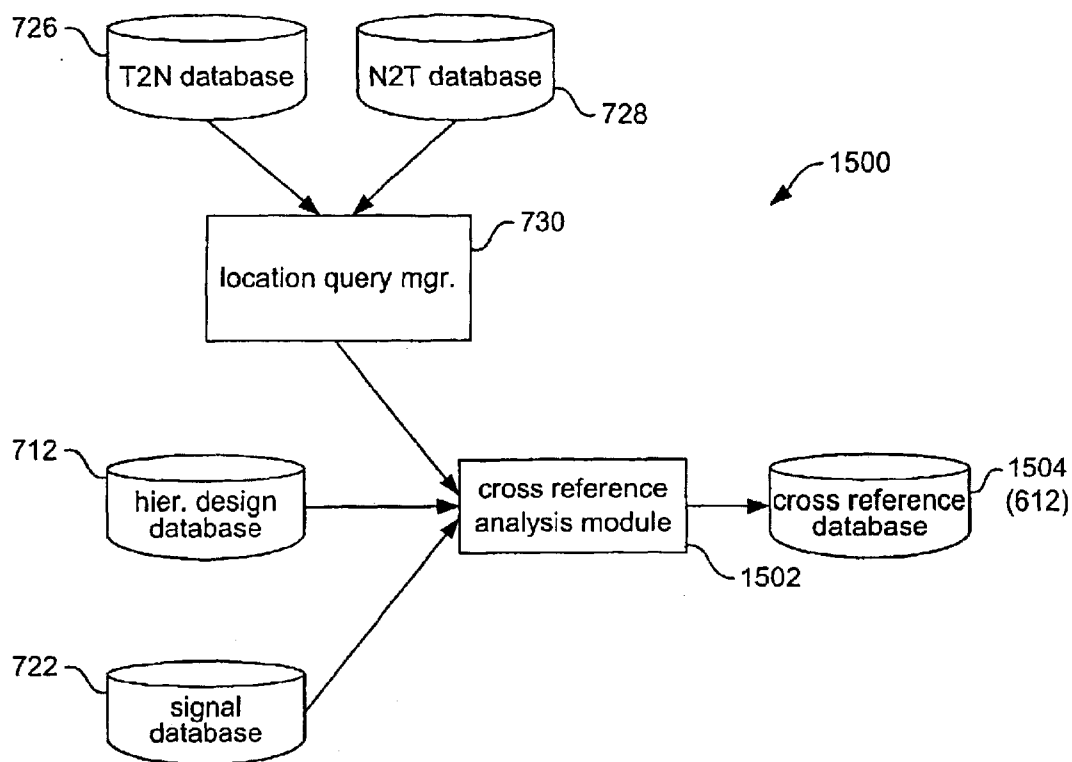 726
T2N database
N2T database
728
1500
730
location query mgr.
712
hier. design
database
cross reference
analysis module
1502
cross reference
database
1504
(612)
722
signal
database